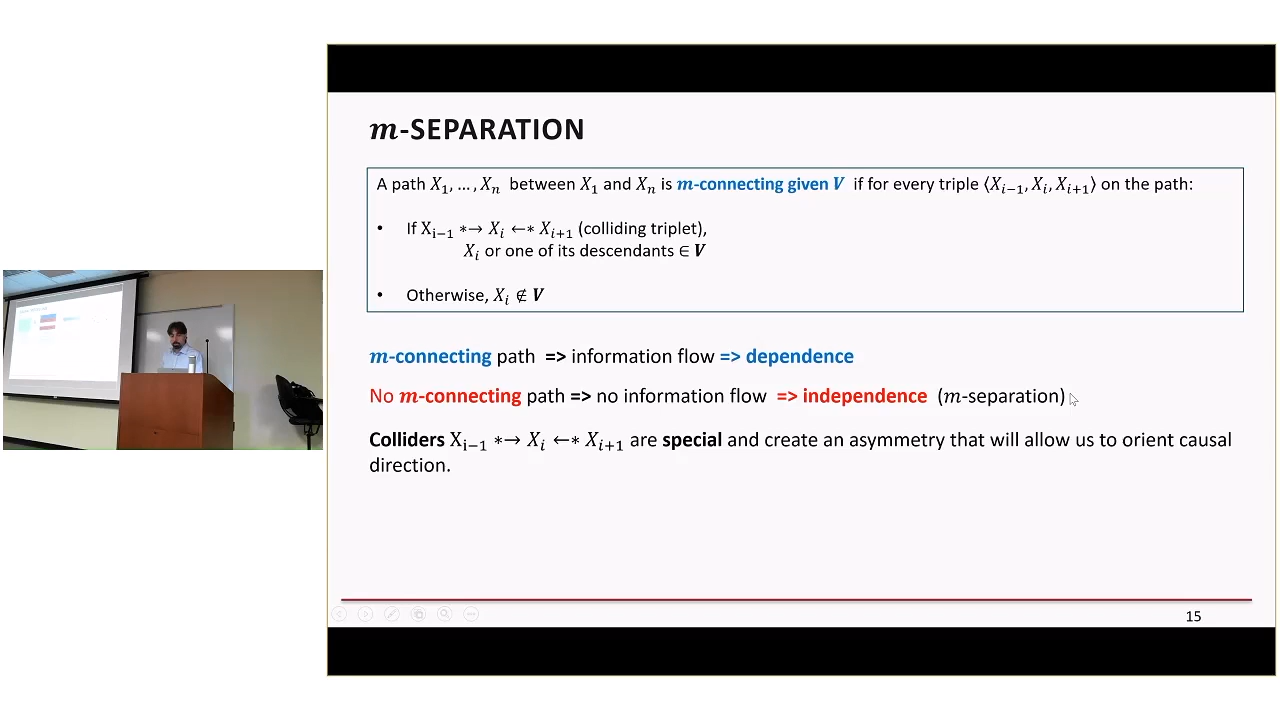 m-SEPARATION
A path X₁, …, Xₙ between X₁ and Xₙ is m-connecting given V if for every triple ⟨Xᵢ₋₁, Xᵢ, Xᵢ₊₁⟩ on the path:
• If Xᵢ₋₁ ∗→ Xᵢ ←∗ Xᵢ₊₁ (colliding triplet),
Xᵢ or one of its descendants ∈ V
• Otherwise, Xᵢ ∉ V
m-connecting path => information flow => dependence
No m-connecting path => no information flow => independence (m-separation)
Colliders Xᵢ₋₁ ∗→ Xᵢ ←∗ Xᵢ₊₁ are special and create an asymmetry that will allow us to orient causal
direction.
15